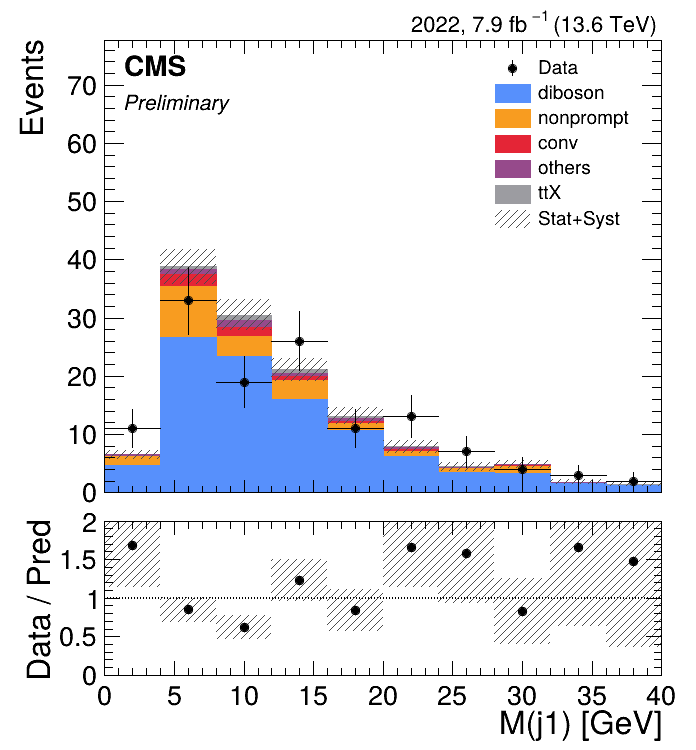 2022, 7.9 fb⁻¹ (13.6 TeV)
Events
CMS
Preliminary
Data
diboson
nonprompt
conv
others
ttX
Stat+Syst
70
60
50
40
30
20
10
0
Data / Pred
2
1.5
1
0.5
0
0 5 10 15 20 25 30 35 40
M(j1) [GeV]